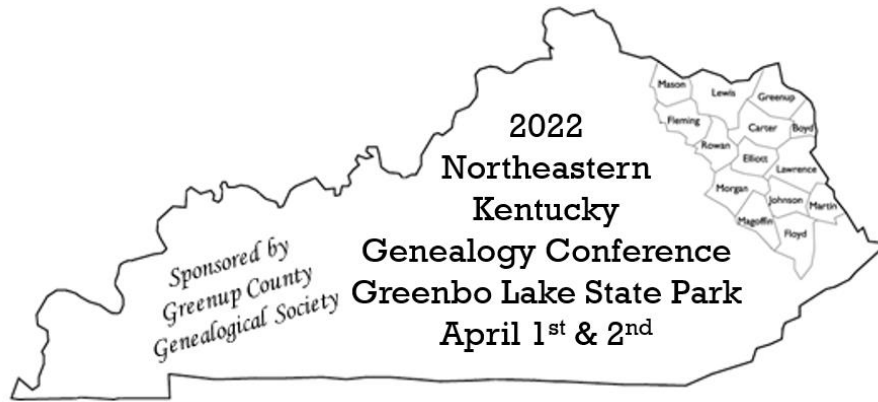 2022
Northeastern
Kentucky
Genealogy Conference
Greenbo Lake State Park
April 1st & 2nd
Sponsored by
Greenup County
Genealogical Society
Mason
Lewis
Greenup
Fleming
Carter
Boyd
Rowan
Elliott
Lawrence
Morgan
Johnson
Martin
Magoffin
Floyd